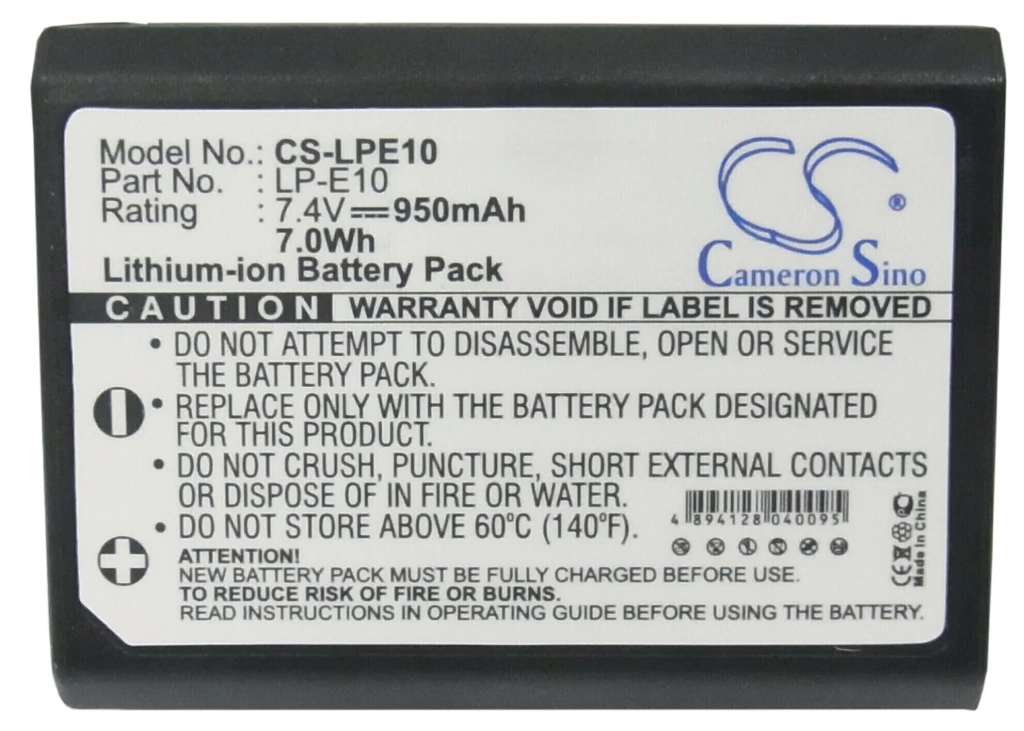 Model No.: CS-LPE10
Part No. : LP-E10
Rating : 7.4V⎓950mAh
7.0Wh
Lithium-ion Battery Pack
CS®
Cameron Sino
CAUTION WARRANTY VOID IF LABEL IS REMOVED
• DO NOT ATTEMPT TO DISASSEMBLE, OPEN OR SERVICE
THE BATTERY PACK.
• REPLACE ONLY WITH THE BATTERY PACK DESIGNATED
FOR THIS PRODUCT.
• DO NOT CRUSH, PUNCTURE, SHORT EXTERNAL CONTACTS
OR DISPOSE OF IN FIRE OR WATER.
• DO NOT STORE ABOVE 60ºC (140ºF).
4 894128 040095
CE
Made in China
ATTENTION!
NEW BATTERY PACK MUST BE FULLY CHARGED BEFORE USE.
TO REDUCE RISK OF FIRE OR BURNS.
READ INSTRUCTIONS IN OPERATING GUIDE BEFORE USING THE BATTERY.